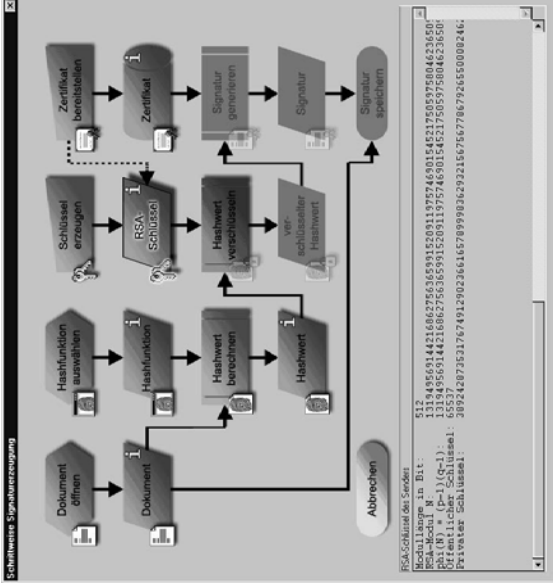 Schrittweise Signaturerzeugung
Dokument
öffnen
Hashfunktion
auswählen
Schlüssel
erzeugen
Zertifikat
bereitstellen
Dokument
Hashfunktion
RSA-
Schlüssel
Zertifikat
Hashwert
berechnen
Hashwert
verschlüsseln
Signatur
generieren
Hashwert
ver-
schlüsselter
Hashwert
Signatur
Abbrechen
Signatur
speichern
RSA-Schlüssel des Senders
Modullänge in Bit: 512
RSA-Modul N:
phi(N) = (p-1)(q-1):
Öffentlicher Schlüssel: 65537
Privater Schlüssel: